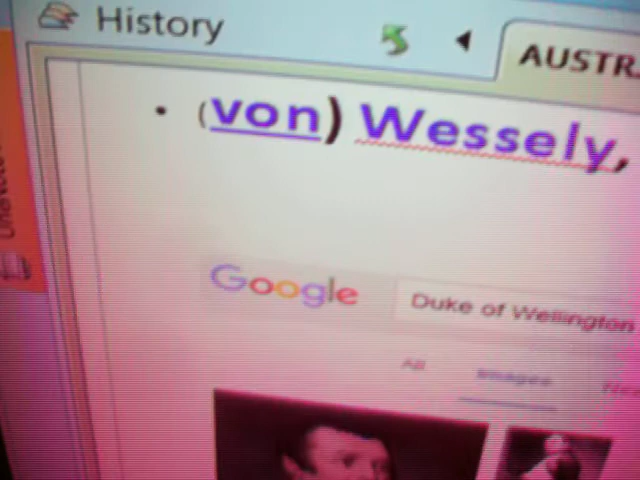 History
AUSTR
• (von) Wessely,
Google
Duke of Wellington
All Images